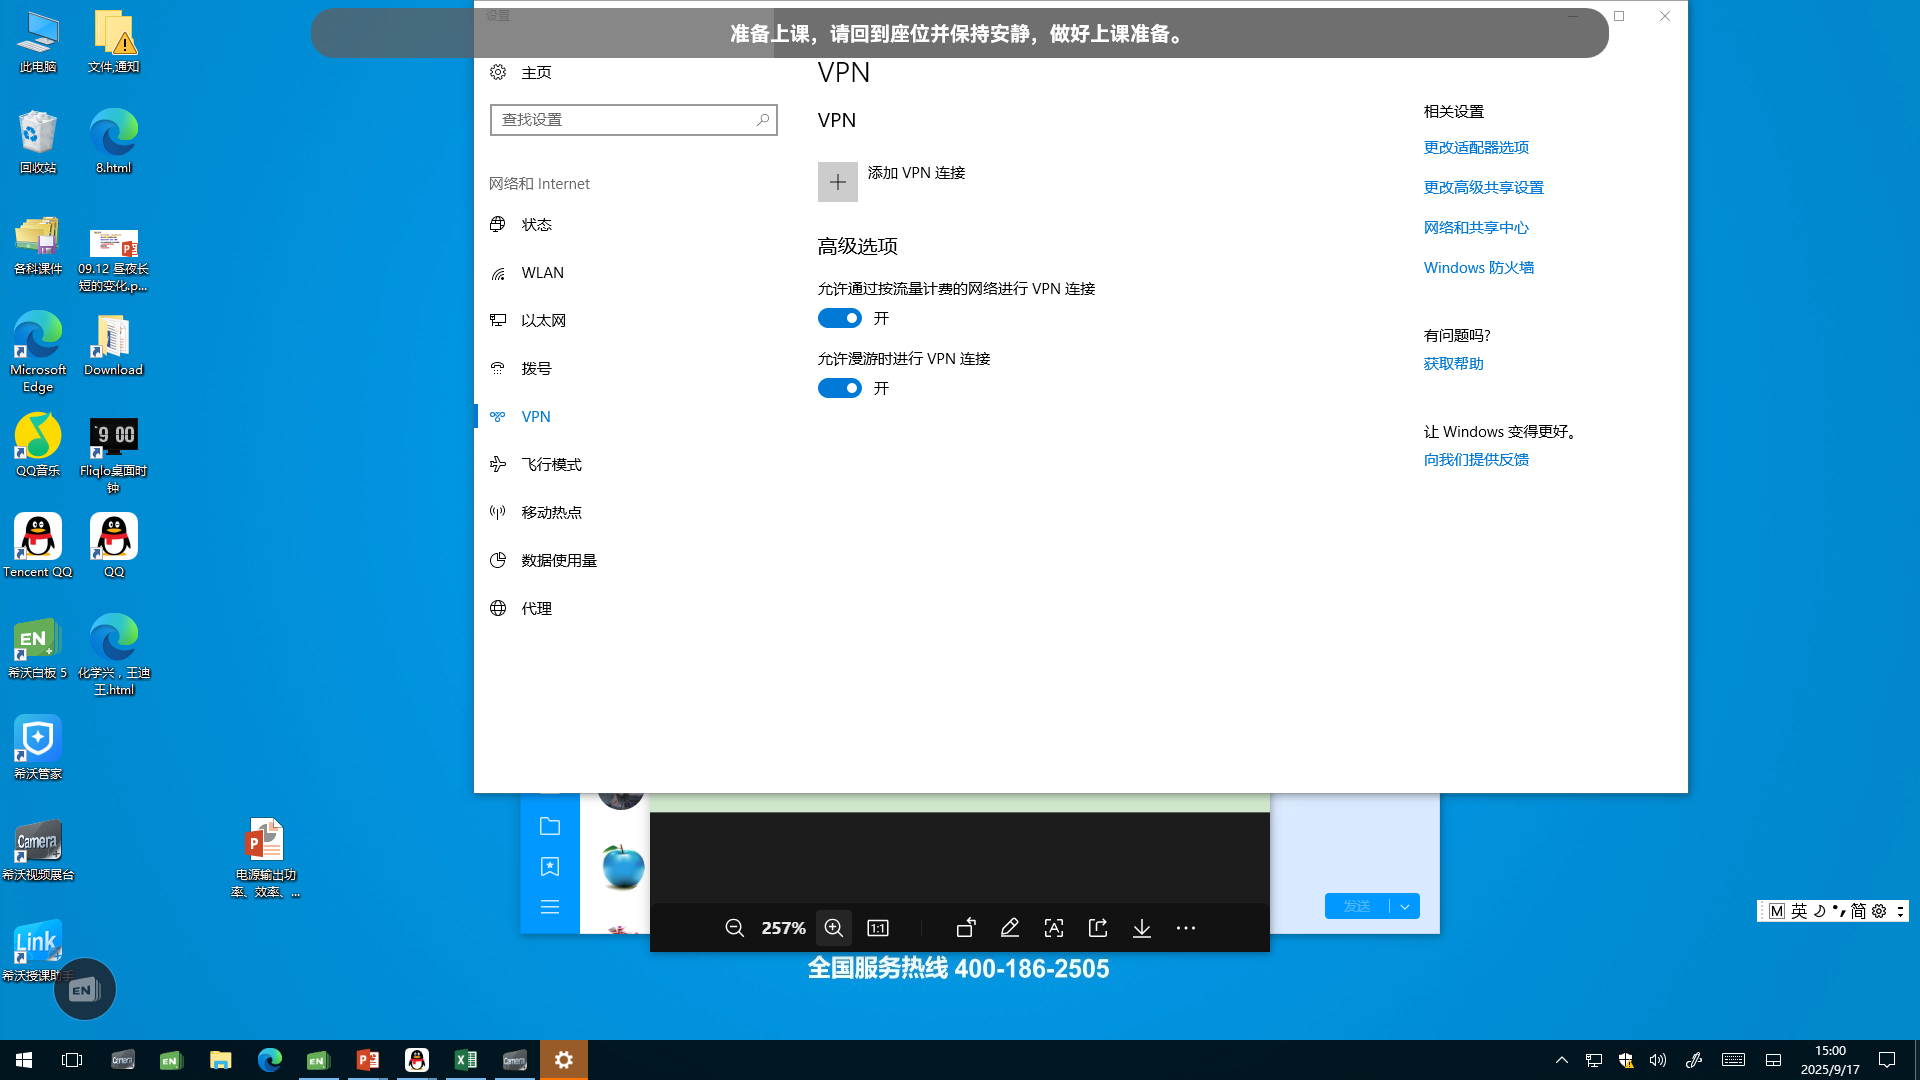 此电脑
文件,通知
回收站
8.html
各科课件
09.12 昼夜长
短的变化.p...
Microsoft
Edge
Download
QQ音乐
Fliqlo桌面时
钟
Tencent QQ
QQ
希沃白板 5
化学兴，王迪
王.html
希沃管家
希沃视频展台
电源输出功
率、效率、...
希沃授课助手
EN
设置
准备上课，请回到座位并保持安静，做好上课准备。
主页
查找设置
网络和 Internet
状态
WLAN
以太网
拨号
VPN
飞行模式
移动热点
数据使用量
代理
VPN
VPN
添加 VPN 连接
高级选项
允许通过按流量计费的网络进行 VPN 连接
开
允许漫游时进行 VPN 连接
开
相关设置
更改适配器选项
更改高级共享设置
网络和共享中心
Windows 防火墙
有问题吗?
获取帮助
让 Windows 变得更好。
向我们提供反馈
257%
1:1
发送
全国服务热线 400-186-2505
M 英 简
15:00
2025/9/17